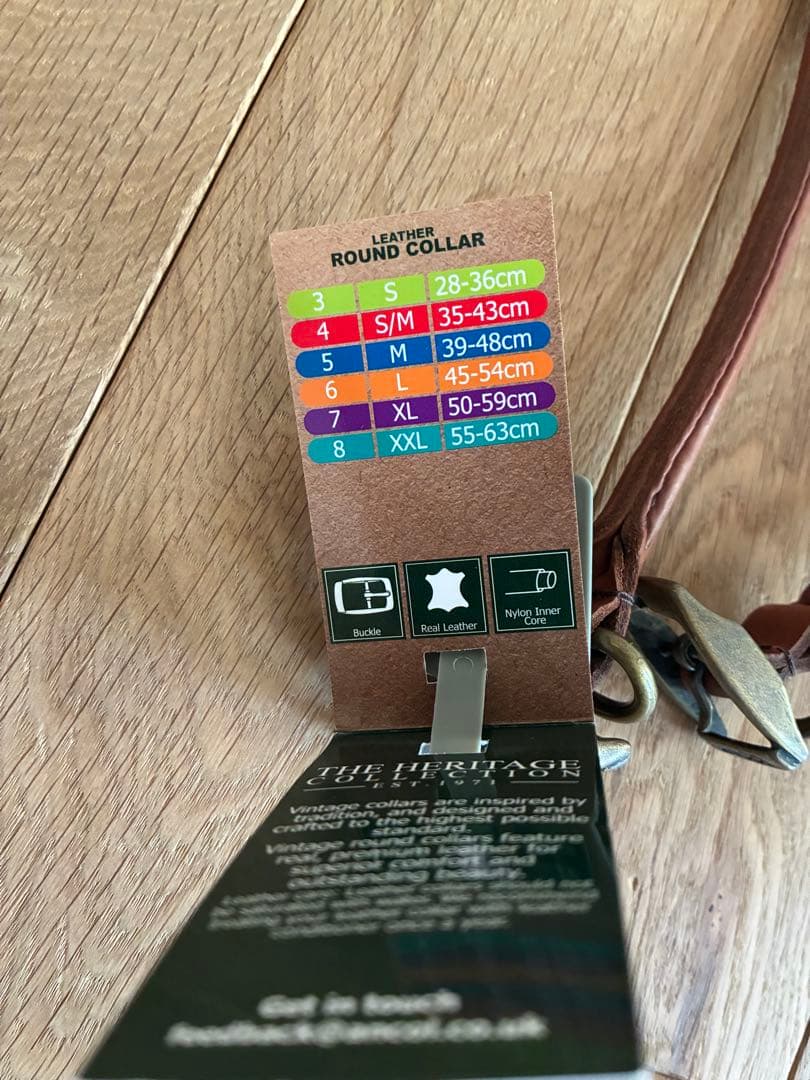 LEATHER
ROUND COLLAR
3 S 28-36cm
4 S/M 35-43cm
5 M 39-48cm
6 L 45-54cm
7 XL 50-59cm
8 XXL 55-63cm
Buckle
Real Leather
Nylon Inner
Core
THE HERITAGE
COLLECTION
EST. 1971
Vintage collars are inspired by
tradition, and designed and
crafted to the highest possible
standard.
Vintage round collars feature
real, premium leather for
superior comfort and
outstanding beauty.
Get in touch
feedback@ancol.co.uk